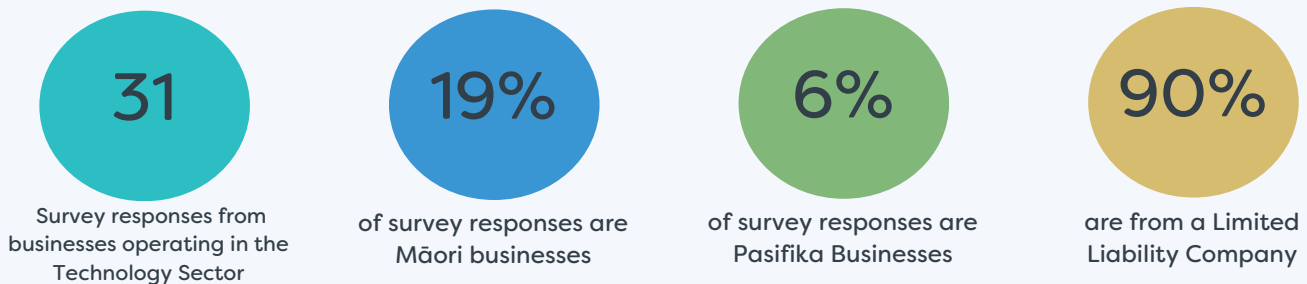 31
Survey responses from
businesses operating in the
Technology Sector
19%
of survey responses are
Māori businesses
6%
of survey responses are
Pasifika Businesses
90%
are from a Limited
Liability Company